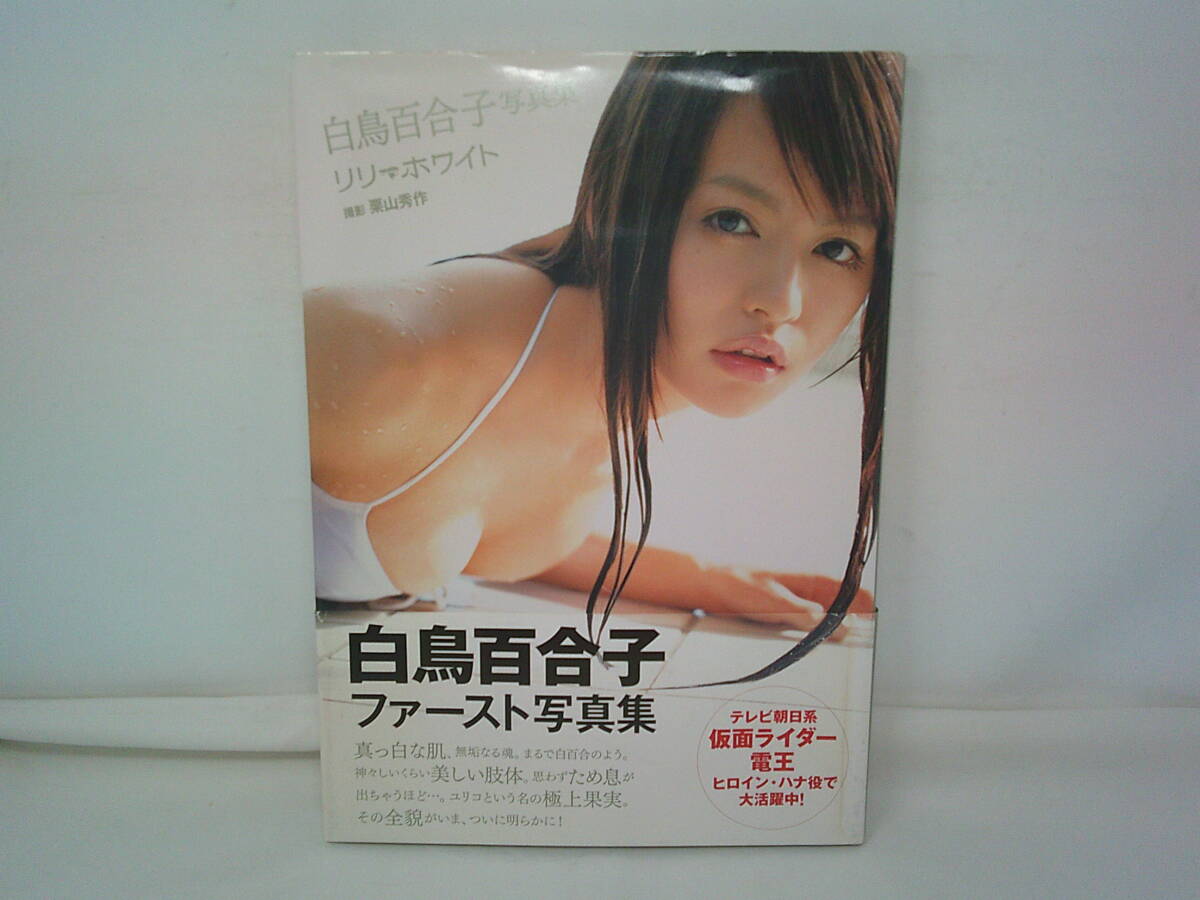 白鳥百合子写真集
リリーホワイト
撮影 栗山秀作
白鳥百合子
ファースト写真集
真っ白な肌、無垢なる魂。まるで白百合のよう。
神々しいくらい美しい肢体。思わずため息が
出ちゃうほど…。ユリコという名の極上果実。
その全貌がいま、ついに明らかに!
テレビ朝日系
仮面ライダー
電王
ヒロイン・ハナ役で
大活躍中!